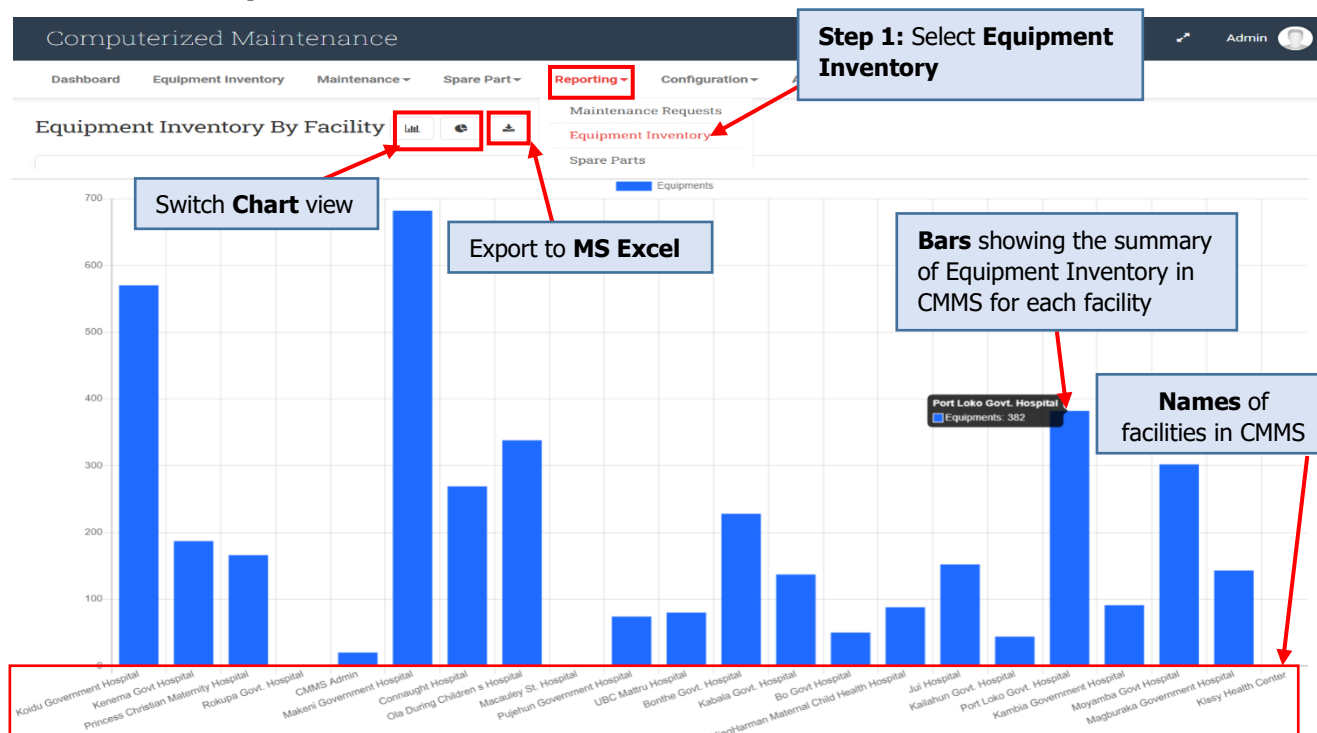 Computerized Maintenance
Admin
Step 1: Select Equipment
Inventory
Dashboard Equipment Inventory Maintenance Spare Part Reporting Configuration
Maintenance Requests
Equipment Inventory
Spare Parts
Equipment Inventory By Facility
Switch Chart view
Export to MS Excel
Equipments
Bars showing the summary
of Equipment Inventory in
CMMS for each facility
Names of
facilities in CMMS
Port Loko Govt. Hospital
Equipments: 382
700
600
500
400
300
200
100
0
Koidu Government Hospital
Kenema Govt Hospital
Princess Christian Maternity Hospital
Rokupa Govt. Hospital
CMMS Admin
Makeni Government Hospital
Connaught Hospital
Ola During Children s Hospital
Macauley St. Hospital
Pujehun Government Hospital
UBC Mattru Hospital
Bonthe Govt. Hospital
Kabala Govt. Hospital
Bo Govt Hospital
Maternal Child Health Hospital
Jui Hospital
Kailahun Govt. Hospital
Port Loko Govt. Hospital
Kambia Government Hospital
Moyamba Govt Hospital
Magburaka Government Hospital
Kissy Health Center